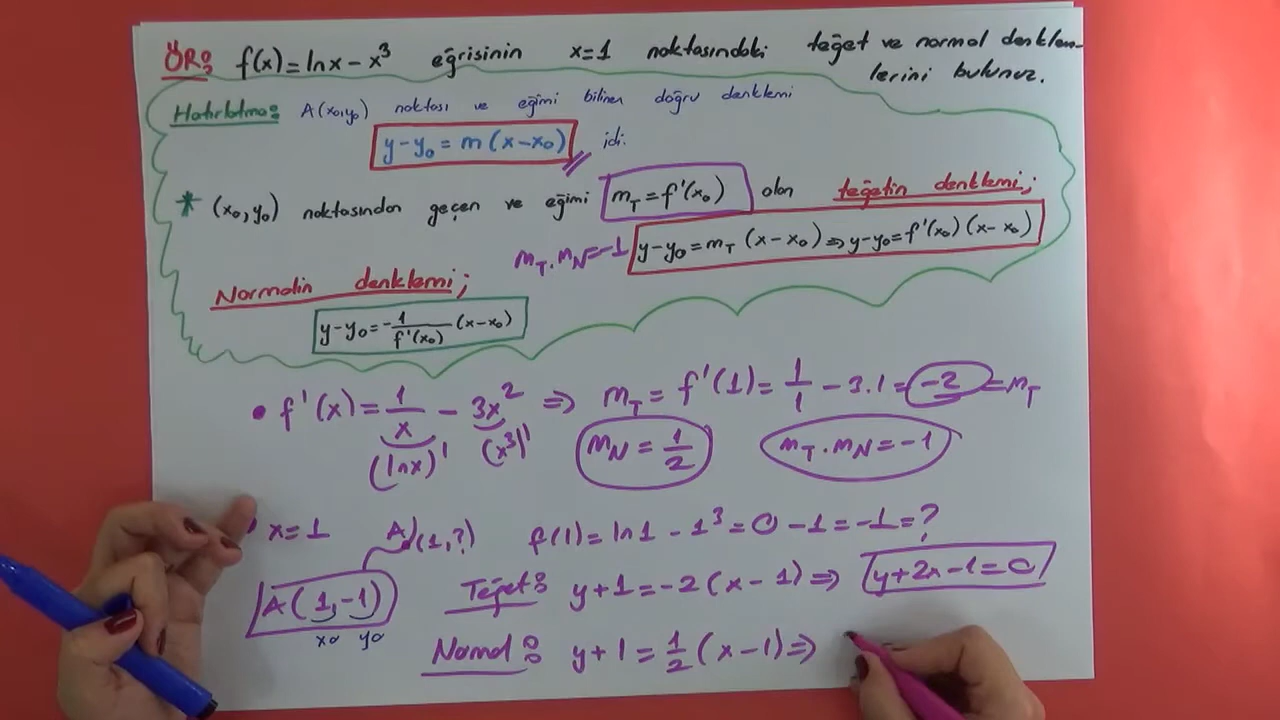 ÖR: f(x)=lnx-x³ eğrisinin x=1 noktasındaki teğet ve normal denklem-
lerini bulunuz.
Hatırlatma: A(x₀,y₀) noktası ve eğimi bilinen doğru denklemi
y-y₀=m(x-x₀) idi.
* (x₀,y₀) noktasından geçen ve eğimi m_T=f'(x₀) olan teğetin denklemi;
m_T.m_N=-1 y-y₀=m_T(x-x₀)⇒y-y₀=f'(x₀)(x-x₀)
Normalin denklemi;
y-y₀=-1/f'(x₀)(x-x₀)
• f'(x)=1/x-3x² ⇒ m_T=f'(1)=1/1-3.1=-2=m_T
(lnx)' (x³)' m_N=1/2 m_T.m_N=-1
• x=1 A(1,?) f(1)=ln1-1³=0-1=-1=?
A(1,-1) Teğet: y+1=-2(x-1)⇒ y+2x-1=0
x₀ y₀
Normal: y+1=1/2(x-1)⇒